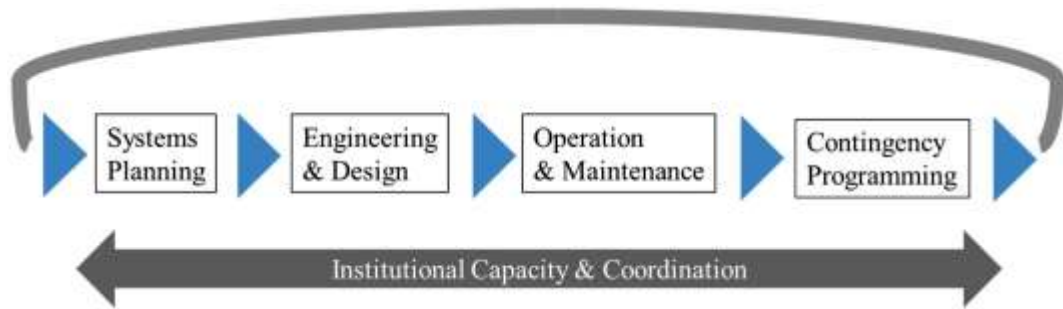 Systems
Planning
Engineering
& Design
Operation
& Maintenance
Contingency
Programming
Institutional Capacity & Coordination